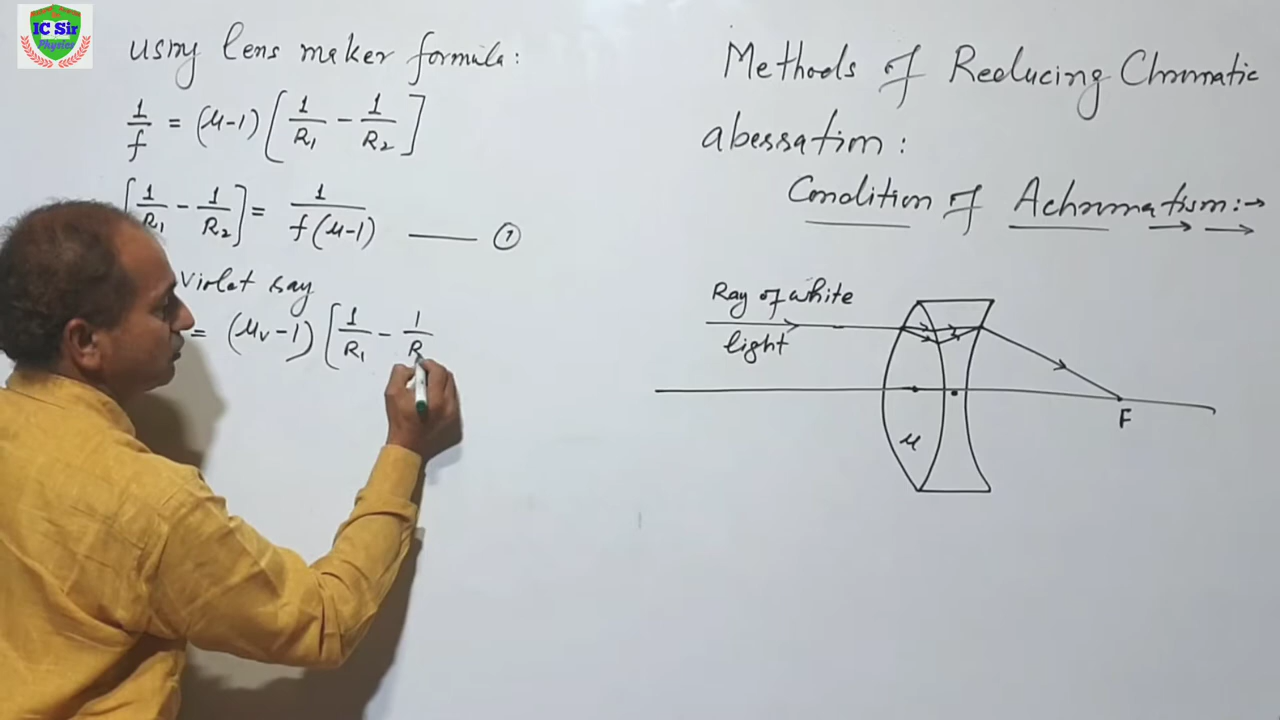 IC Sir
Physics
Using lens maker formula:
1/f = (μ-1) [1/R₁ - 1/R₂]
[1/R₁ - 1/R₂] = 1/f(μ-1) —— ①
Violet ray
= (μv-1) [1/R₁ - 1/R
Methods of Reducing Chromatic
aberration:
Condition of Achromatism:→
Ray of white
light
μ
F